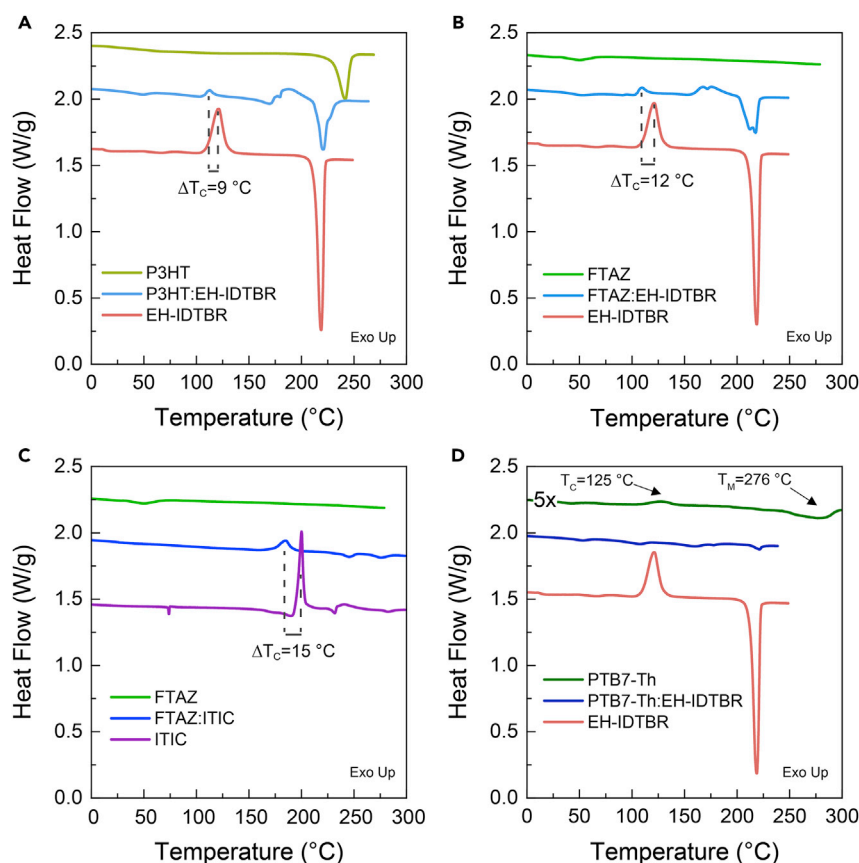 A
2.5
2.0
1.5
1.0
0.5
0.0
Heat Flow (W/g)
ΔTC=9 °C
P3HT
P3HT:EH-IDTBR
EH-IDTBR
Exo Up
0 50 100 150 200 250 300
Temperature (°C)
B
2.5
2.0
1.5
1.0
0.5
0.0
Heat Flow (W/g)
ΔTC=12 °C
FTAZ
FTAZ:EH-IDTBR
EH-IDTBR
Exo Up
0 50 100 150 200 250 300
Temperature (°C)
C
2.5
2.0
1.5
1.0
0.5
0.0
Heat Flow (W/g)
ΔTC=15 °C
FTAZ
FTAZ:ITIC
ITIC
Exo Up
0 50 100 150 200 250 300
Temperature (°C)
D
2.5
2.0
1.5
1.0
0.5
0.0
Heat Flow (W/g)
5x
TC=125 °C
TM=276 °C
PTB7-Th
PTB7-Th:EH-IDTBR
EH-IDTBR
Exo Up
0 50 100 150 200 250 300
Temperature (°C)